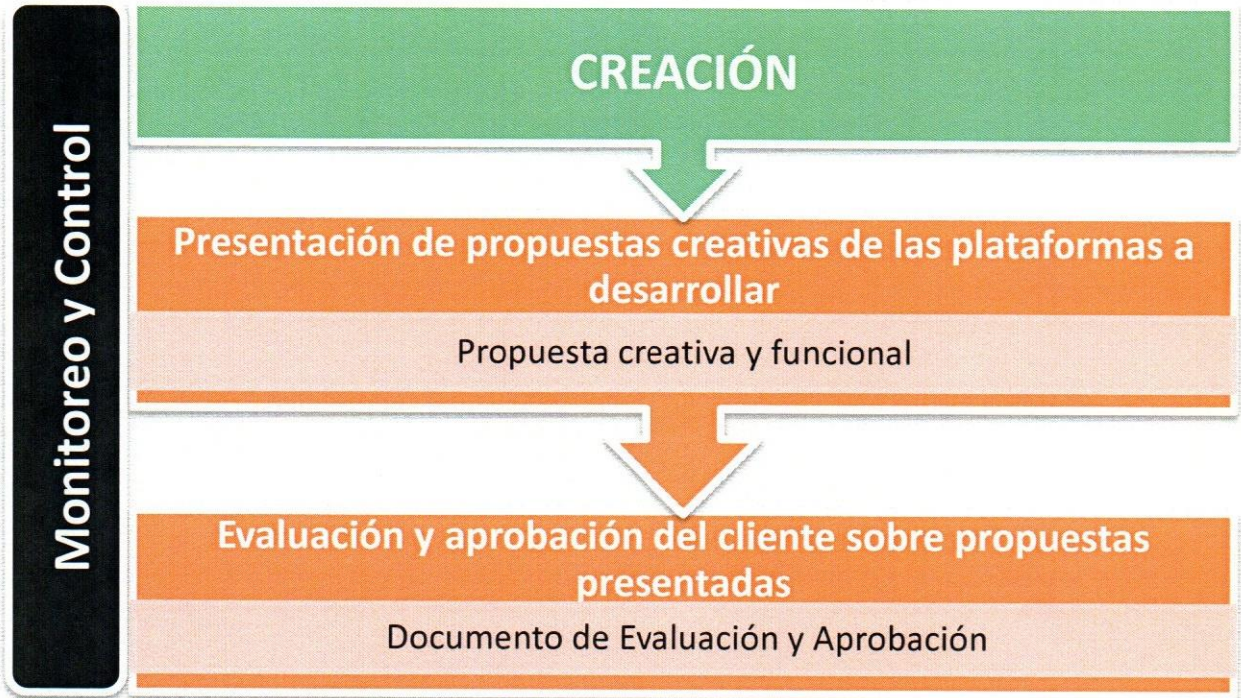 Monitoreo y Control
CREACIÓN
Presentación de propuestas creativas de las plataformas a
desarrollar
Propuesta creativa y funcional
Evaluación y aprobación del cliente sobre propuestas
presentadas
Documento de Evaluación y Aprobación